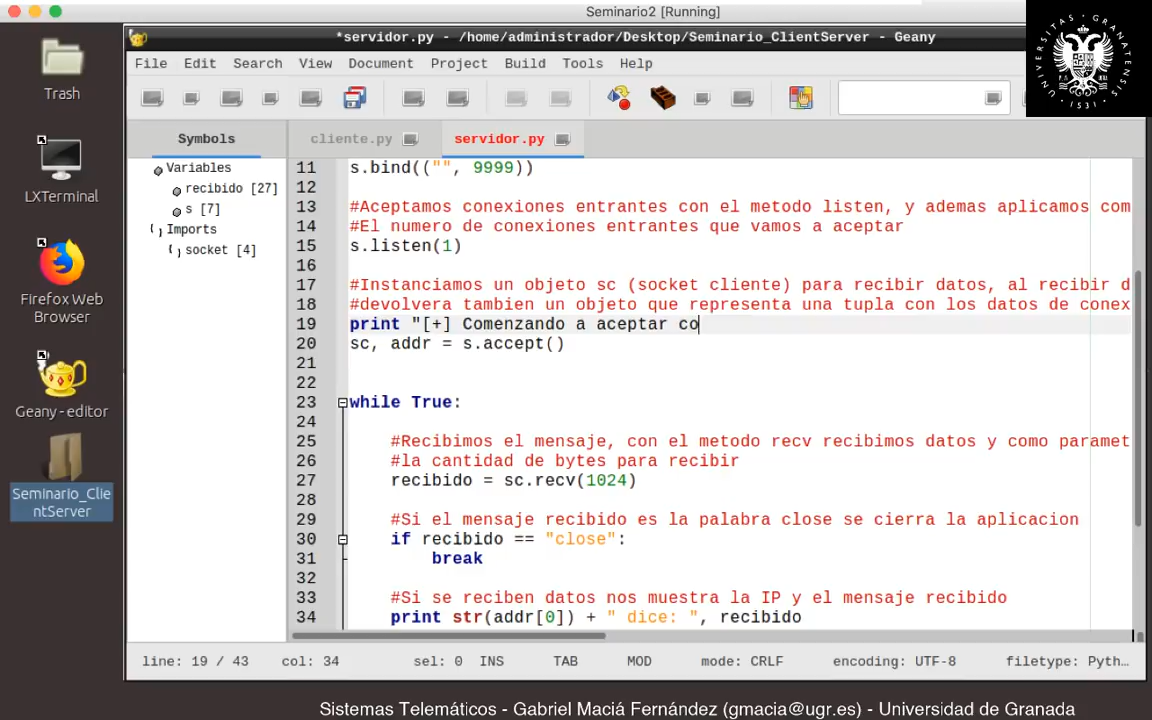 Seminario2 [Running]
*servidor.py - /home/administrador/Desktop/Seminario_ClientServer - Geany
File Edit Search View Document Project Build Tools Help
Trash
LXTerminal
Firefox Web
Browser
Geany - editor
Seminario_Clie
ntServer
Symbols
Variables
recibido [27]
s [7]
Imports
socket [4]
cliente.py servidor.py
11 s.bind(("", 9999))
12
13 #Aceptamos conexiones entrantes con el metodo listen, y ademas aplicamos com
14 #El numero de conexiones entrantes que vamos a aceptar
15 s.listen(1)
16
17 #Instanciamos un objeto sc (socket cliente) para recibir datos, al recibir d
18 #devolvera tambien un objeto que representa una tupla con los datos de conex
19 print "[+] Comenzando a aceptar co
20 sc, addr = s.accept()
21
22
23 while True:
24
25 #Recibimos el mensaje, con el metodo recv recibimos datos y como paramet
26 #la cantidad de bytes para recibir
27 recibido = sc.recv(1024)
28
29 #Si el mensaje recibido es la palabra close se cierra la aplicacion
30 if recibido == "close":
31 break
32
33 #Si se reciben datos nos muestra la IP y el mensaje recibido
34 print str(addr[0]) + " dice: ", recibido
line: 19 / 43 col: 34 sel: 0 INS TAB MOD mode: CRLF encoding: UTF-8 filetype: Pyth...
UNIVERSITAS GRANATENSIS
1531
Sistemas Telemáticos - Gabriel Maciá Fernández (gmacia@ugr.es) - Universidad de Granada